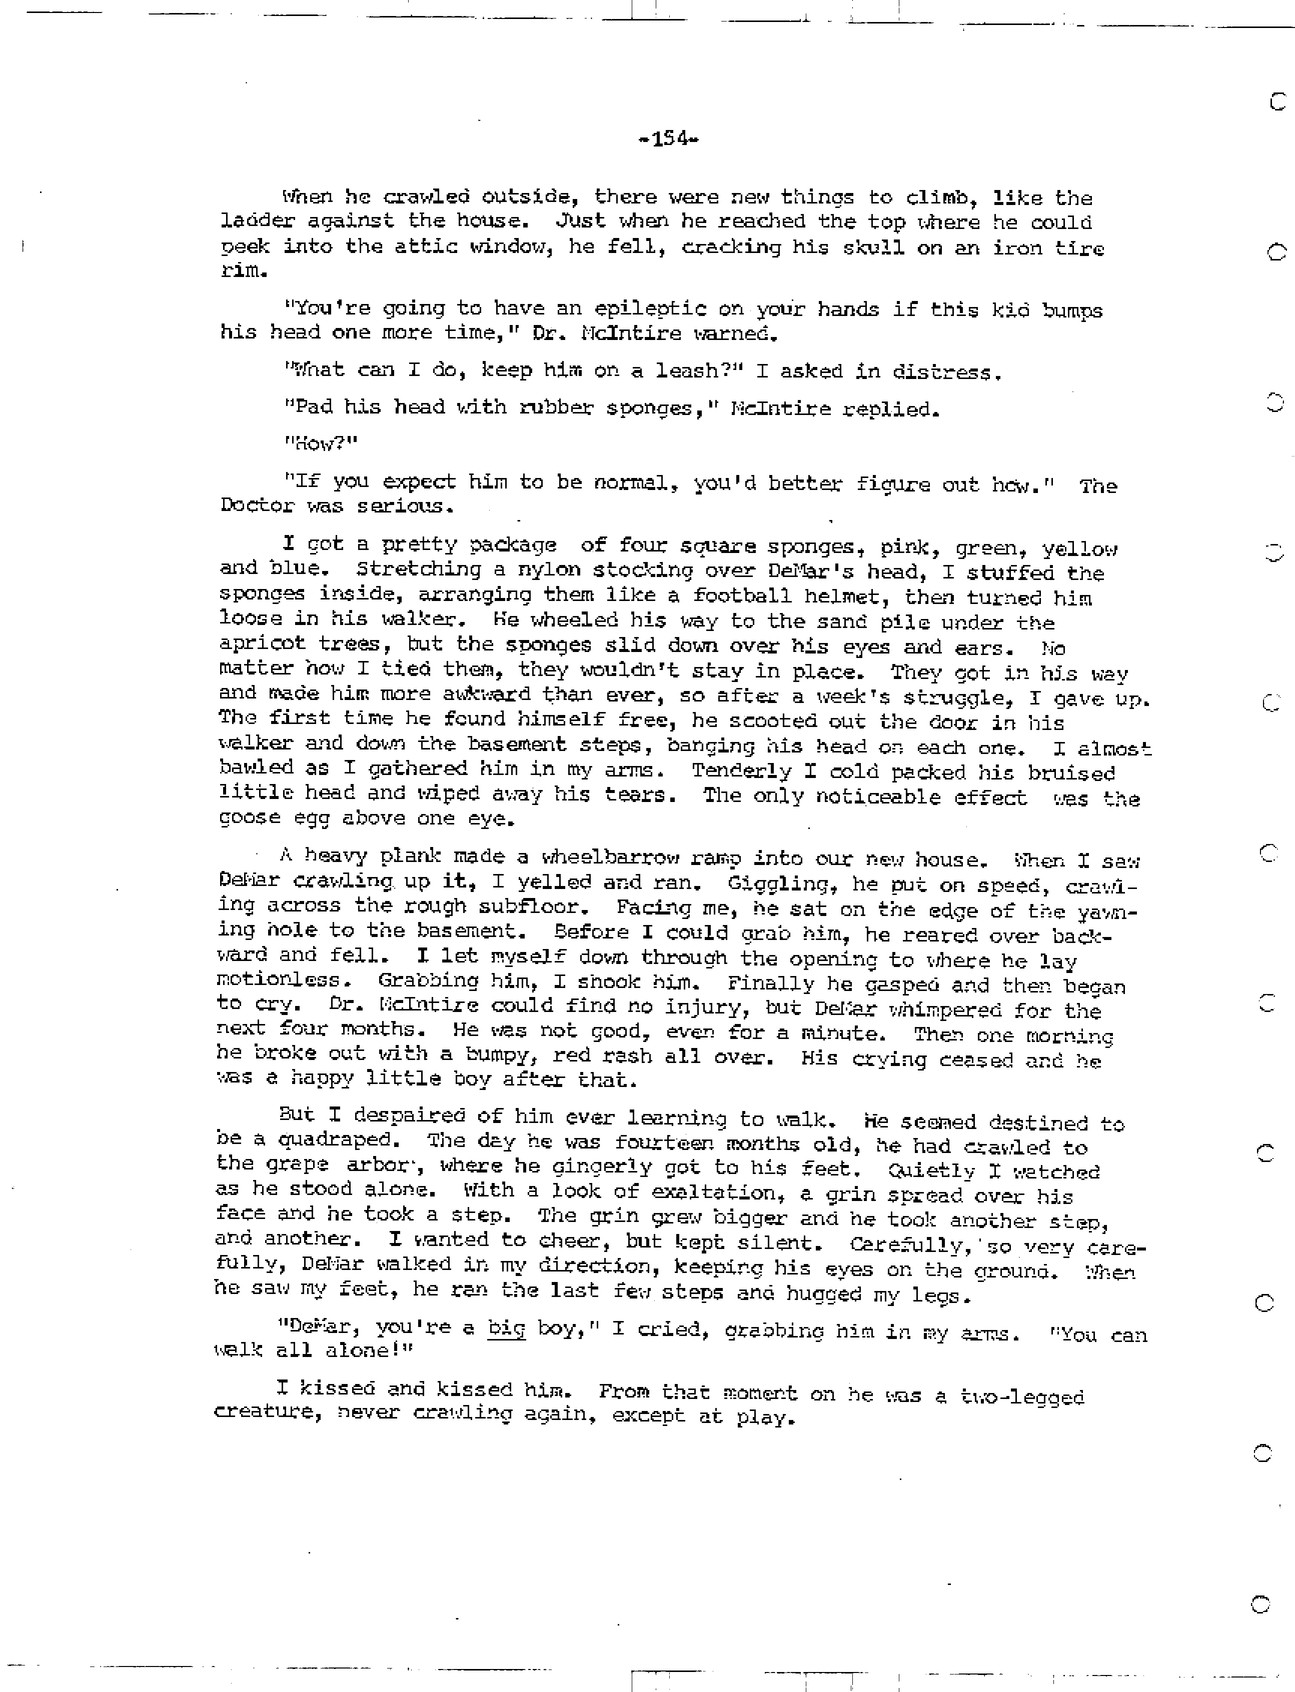 -154-
When he crawled outside, there were new things to climb, like the
ladder against the house.  Just when he reached the top where he could
peek into the attic window, he fell, cracking his skull on an iron tire
rim.
"You're going to have an epileptic on your hands if this kid bumps
his head one more time," Dr. McIntire warned.
"What can I do, keep him on a leash?" I asked in distress.
"Pad his head with rubber sponges," McIntire replied.
"How?"
"If you expect him to be normal, you'd better figure out how."  The
Doctor was serious.
I got a pretty package  of four square sponges, pink, green, yellow
and blue.  Stretching a nylon stocking over DeMar's head, I stuffed the
sponges inside, arranging them like a football helmet, then turned him
loose in his walker.  He wheeled his way to the sand pile under the
apricot trees, but the sponges slid down over his eyes and ears.  No
matter how I tied them, they wouldn't stay in place.  They got in his way
and made him more awkward than ever, so after a week's struggle, I gave up.
The first time he found himself free, he scooted out the door in his
walker and down the basement steps, banging his head on each one.  I almost
bawled as I gathered him in my arms.  Tenderly I cold packed his bruised
little head and wiped away his tears.  The only noticeable effect  was the
goose egg above one eye.
A heavy plank made a wheelbarrow ramp into our new house.  When I saw
DeMar crawling up it, I yelled and ran.  Giggling, he put on speed, crawl-
ing across the rough subfloor.  Facing me, he sat on the edge of the yawn-
ing hole to the basement.  Before I could grab him, he reared over back-
ward and fell.  I let myself down through the opening to where he lay
motionless.  Grabbing him, I shook him.  Finally he gasped and then began
to cry.  Dr. McIntire could find no injury, but DeMar whimpered for the
next four months.  He was not good, even for a minute.  Then one morning
he broke out with a bumpy, red rash all over.  His crying ceased and he
was a happy little boy after that.
But I despaired of him ever learning to walk.  He seemed destined to
be a quadraped.  The day he was fourteen months old, he had crawled to
the grape arbor, where he gingerly got to his feet.  Quietly I watched
as he stood alone.  With a look of exaltation, a grin spread over his
face and he took a step.  The grin grew bigger and he took another step,
and another.  I wanted to cheer, but kept silent.  Carefully, so very care-
fully, DeMar walked in my direction, keeping his eyes on the ground.  When
he saw my feet, he ran the last few steps and hugged my legs.
"DeMar, you're a big boy," I cried, grabbing him in my arms.  "You can
walk all alone!"
I kissed and kissed him.  From that moment on he was a two-legged
creature, never crawling again, except at play.